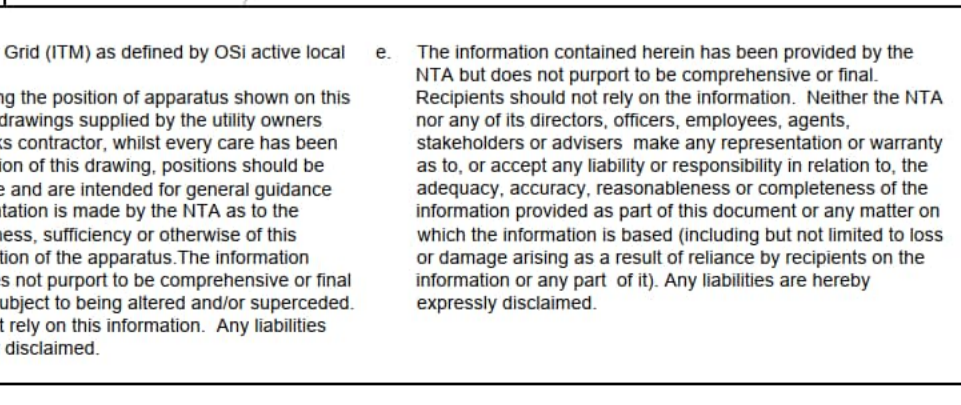 Grid (ITM) as defined by OSi active local
ng the position of apparatus shown on this
drawings supplied by the utility owners
s contractor, whilst every care has been
ion of this drawing, positions should be
e and are intended for general guidance
tation is made by the NTA as to the
ness, sufficiency or otherwise of this
tion of the apparatus.The information
s not purport to be comprehensive or final
ubject to being altered and/or superceded.
t rely on this information.  Any liabilities
disclaimed.
e. The information contained herein has been provided by the
NTA but does not purport to be comprehensive or final.
Recipients should not rely on the information.  Neither the NTA
nor any of its directors, officers, employees, agents,
stakeholders or advisers  make any representation or warranty
as to, or accept any liability or responsibility in relation to, the
adequacy, accuracy, reasonableness or completeness of the
information provided as part of this document or any matter on
which the information is based (including but not limited to loss
or damage arising as a result of reliance by recipients on the
information or any part  of it). Any liabilities are hereby
expressly disclaimed.